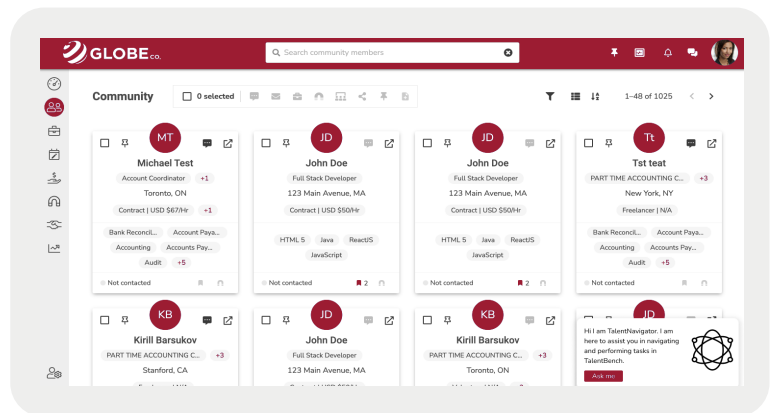 GLOBE co.
Search community members
Community
0 selected
1–48 of 1025
MT
Michael Test
Account Coordinator +1
Toronto, ON
Contract | USD $67/Hr +1
Bank Reconcil... Account Paya...
Accounting Accounts Pay...
Audit +5
Not contacted
JD
John Doe
Full Stack Developer
123 Main Avenue, MA
Contract | USD $50/Hr
HTML 5 Java ReactJS
JavaScript
Not contacted 2
JD
John Doe
Full Stack Developer
123 Main Avenue, MA
Contract | USD $50/Hr
HTML 5 Java ReactJS
JavaScript
Not contacted 2
Tt
Tst teat
PART TIME ACCOUNTING C... +3
New York, NY
Freelancer | N/A
Bank Reconcil... Account Paya...
Accounting Accounts Pay...
Audit +5
Not contacted
KB
Kirill Barsukov
PART TIME ACCOUNTING C... +3
Stanford, CA
JD
John Doe
Full Stack Developer
123 Main Avenue, MA
KB
Kirill Barsukov
PART TIME ACCOUNTING C... +3
Toronto, ON
JD
Hi I am TalentNavigator. I am
here to assist you in navigating
and performing tasks in
TalentBench.
Ask me